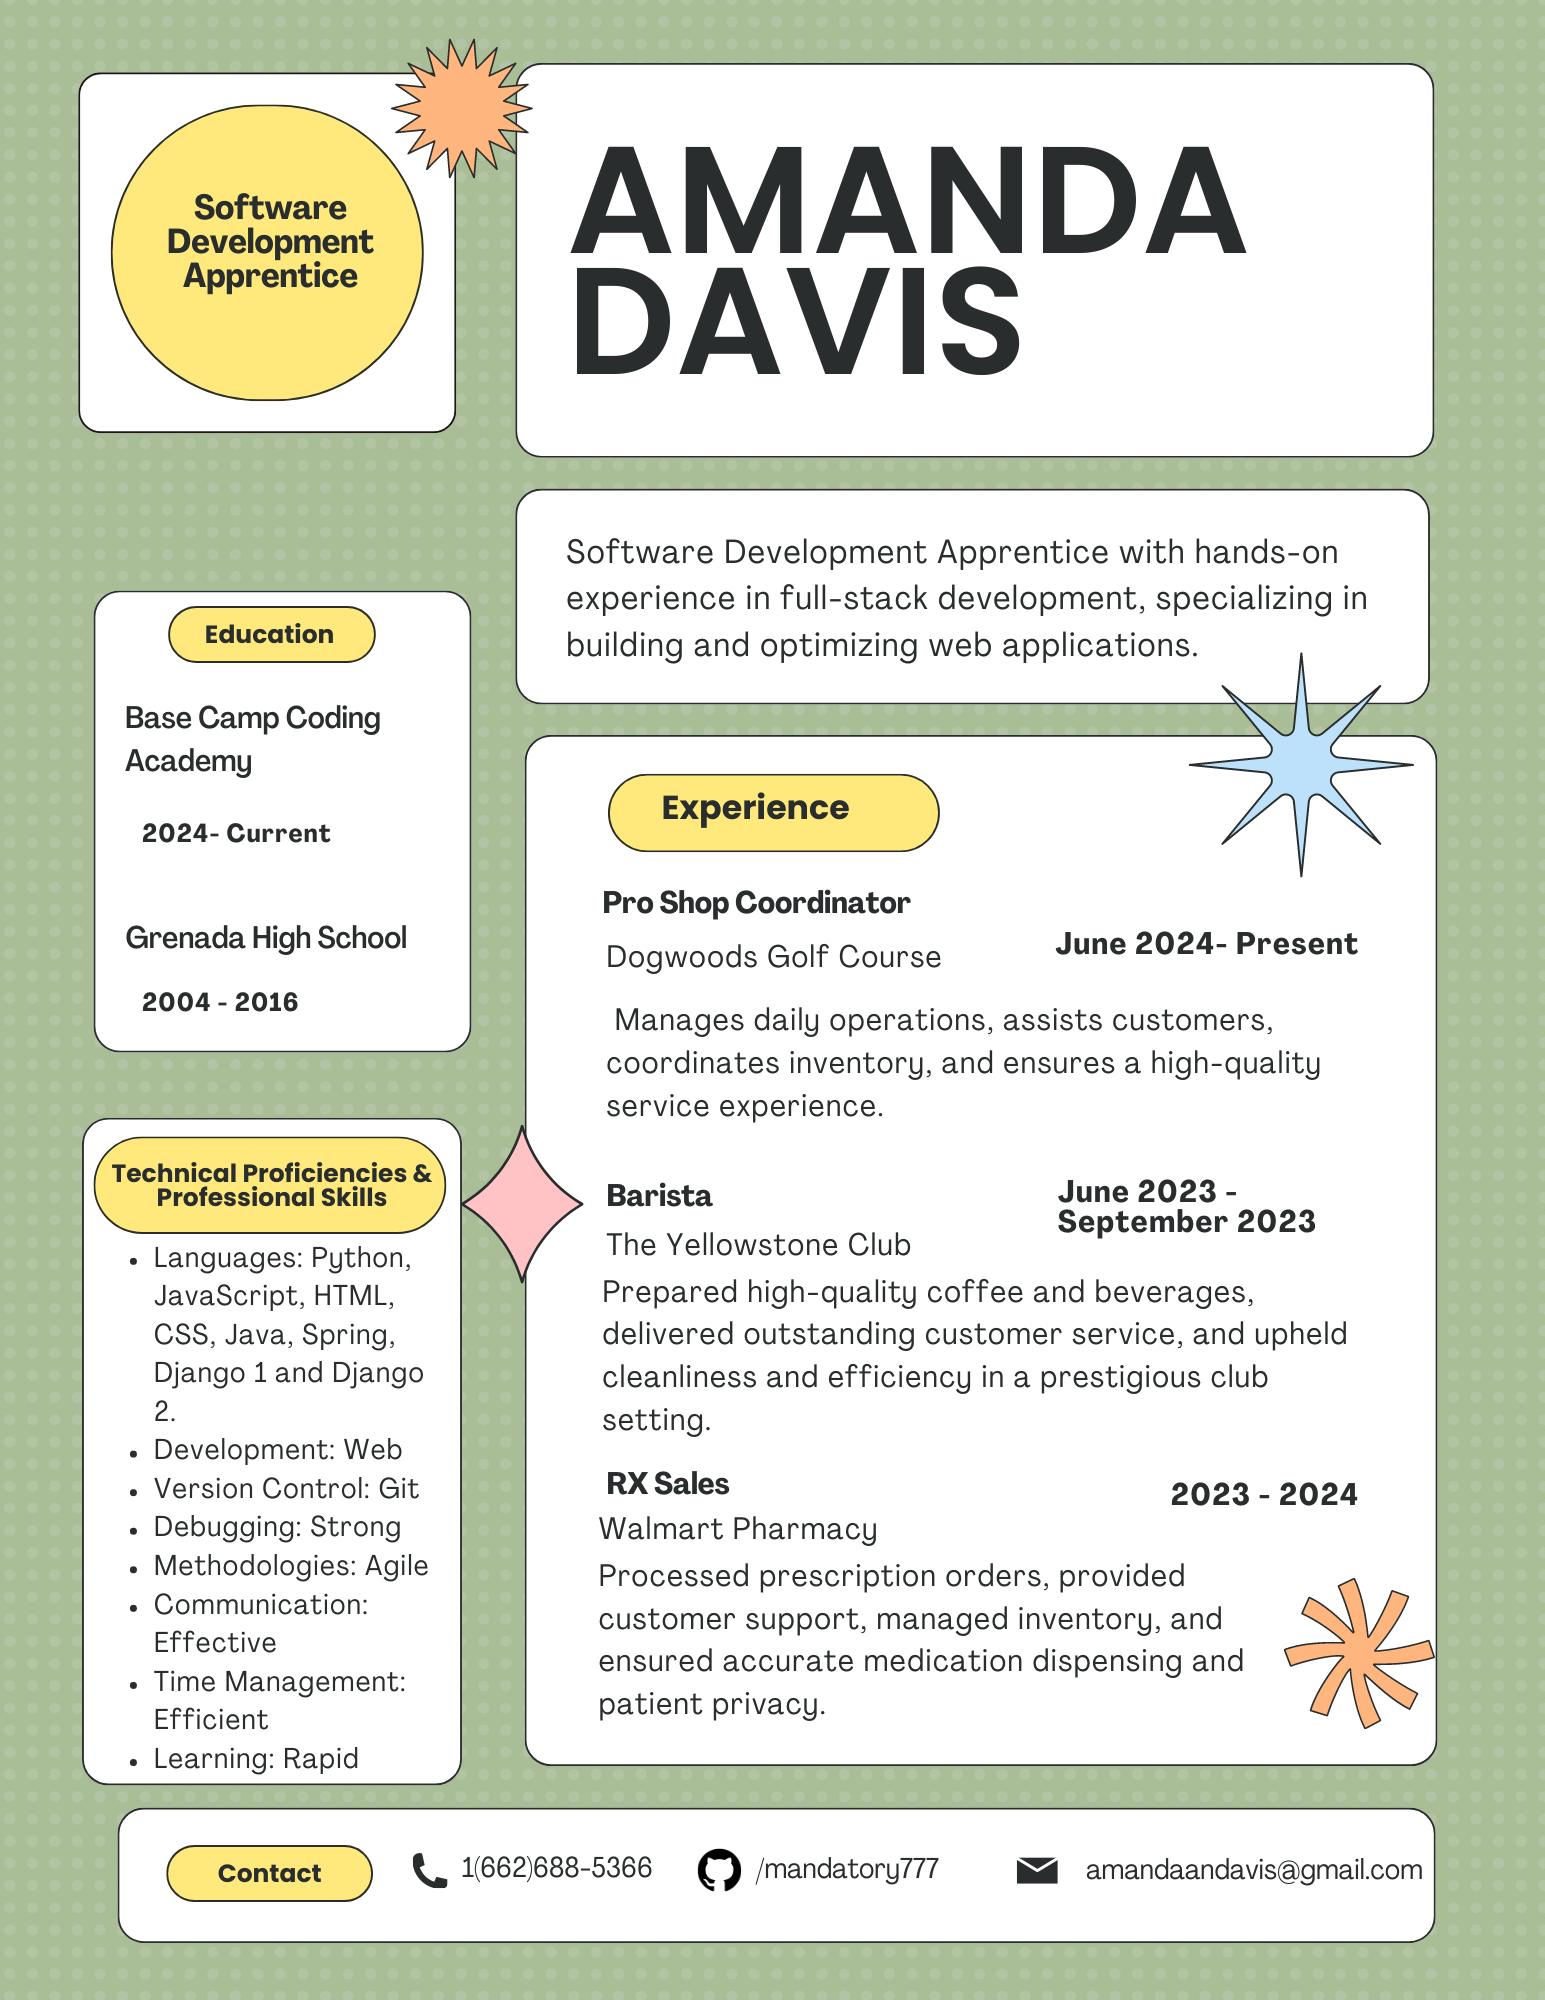 Software
Development
Apprentice
AMANDA
DAVIS
Software Development Apprentice with hands-on
experience in full-stack development, specializing in
building and optimizing web applications.
Education
Base Camp Coding
Academy
2024- Current
Grenada High School
2004 - 2016
Technical Proficiencies &
Professional Skills
• Languages: Python,
JavaScript, HTML,
CSS, Java, Spring,
Django 1 and Django
2.
• Development: Web
• Version Control: Git
• Debugging: Strong
• Methodologies: Agile
• Communication:
Effective
• Time Management:
Efficient
• Learning: Rapid
Experience
Pro Shop Coordinator
Dogwoods Golf Course
June 2024- Present
Manages daily operations, assists customers,
coordinates inventory, and ensures a high-quality
service experience.
Barista
June 2023 -
September 2023
The Yellowstone Club
Prepared high-quality coffee and beverages,
delivered outstanding customer service, and upheld
cleanliness and efficiency in a prestigious club
setting.
RX Sales
2023 - 2024
Walmart Pharmacy
Processed prescription orders, provided
customer support, managed inventory, and
ensured accurate medication dispensing and
patient privacy.
Contact
1(662)688-5366
/mandatory777
amandaandavis@gmail.com